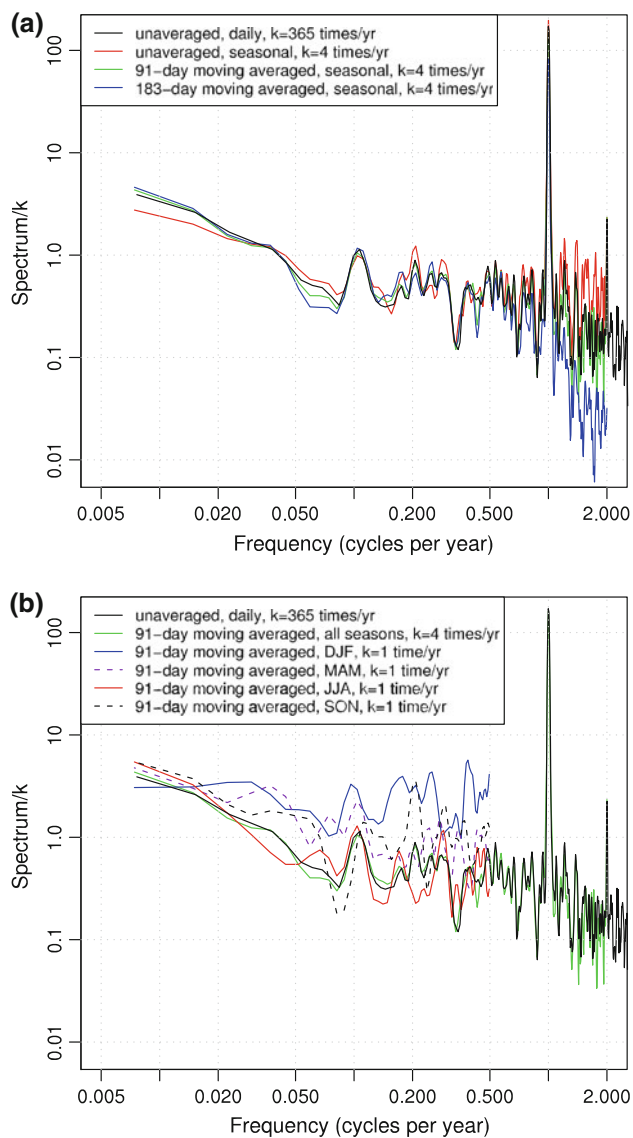 (a)
unaveraged, daily, k=365 times/yr
unaveraged, seasonal, k=4 times/yr
91-day moving averaged, seasonal, k=4 times/yr
183-day moving averaged, seasonal, k=4 times/yr
100
10
1.0
0.1
0.01
Spectrum/k
0.005
0.020
0.050
0.200
0.500
2.000
Frequency (cycles per year)
(b)
unaveraged, daily, k=365 times/yr
91-day moving averaged, all seasons, k=4 times/yr
91-day moving averaged, DJF, k=1 time/yr
91-day moving averaged, MAM, k=1 time/yr
91-day moving averaged, JJA, k=1 time/yr
91-day moving averaged, SON, k=1 time/yr
100
10
1.0
0.1
0.01
Spectrum/k
0.005
0.020
0.050
0.200
0.500
2.000
Frequency (cycles per year)